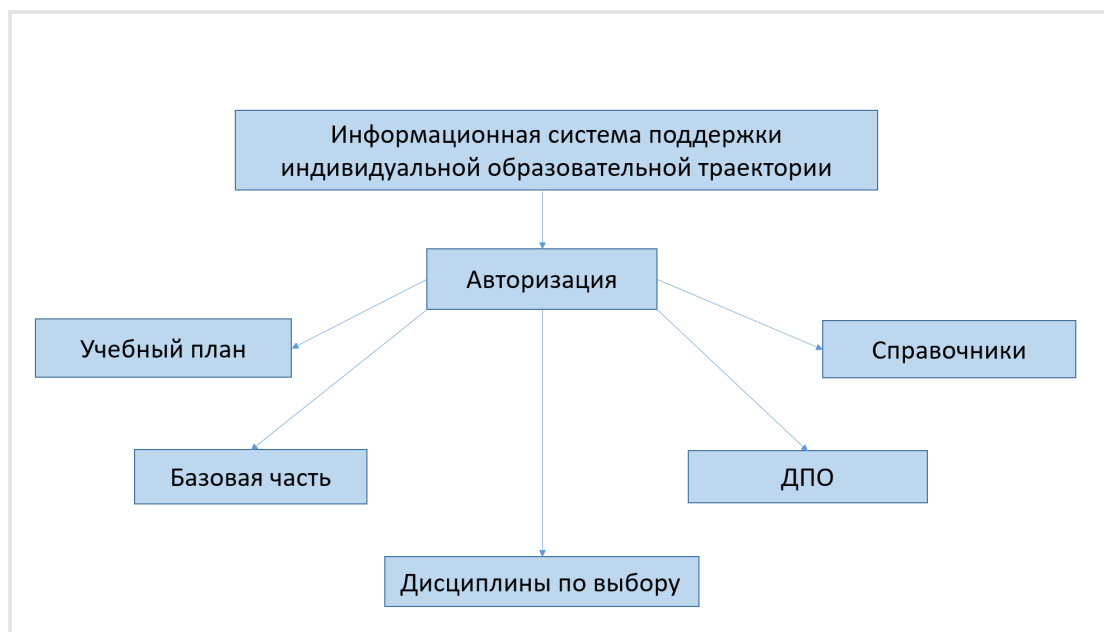 Информационная система поддержки
индивидуальной образовательной траектории
Авторизация
Учебный план
Справочники
Базовая часть
ДПО
Дисциплины по выбору